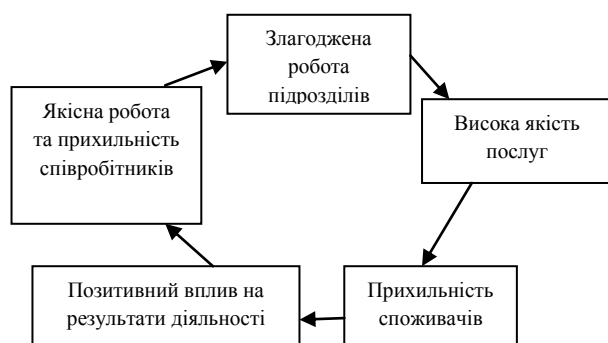 Злагоджена
робота
підрозділів
Якісна робота
та прихильність
співробітників
Висока якість
послуг
Позитивний вплив на
результати діяльності
Прихильність
споживачів